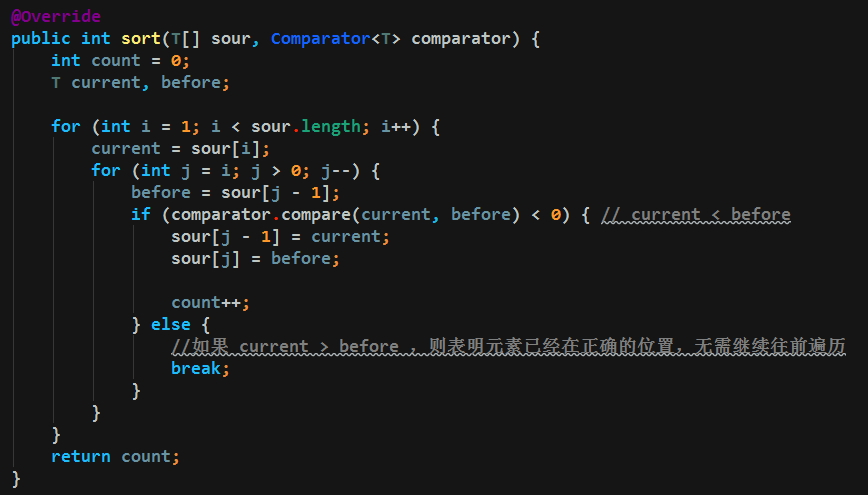 @Override
public int sort(T[] sour, Comparator<T> comparator) {
    int count = 0;
    T current, before;

    for (int i = 1; i < sour.length; i++) {
        current = sour[i];
        for (int j = i; j > 0; j--) {
            before = sour[j - 1];
            if (comparator.compare(current, before) < 0) { // current < before
                sour[j - 1] = current;
                sour[j] = before;

                count++;
            } else {
                //如果 current > before ，则表明元素已经在正确的位置，无需继续往前遍历
                break;
            }
        }
    }
    return count;
}